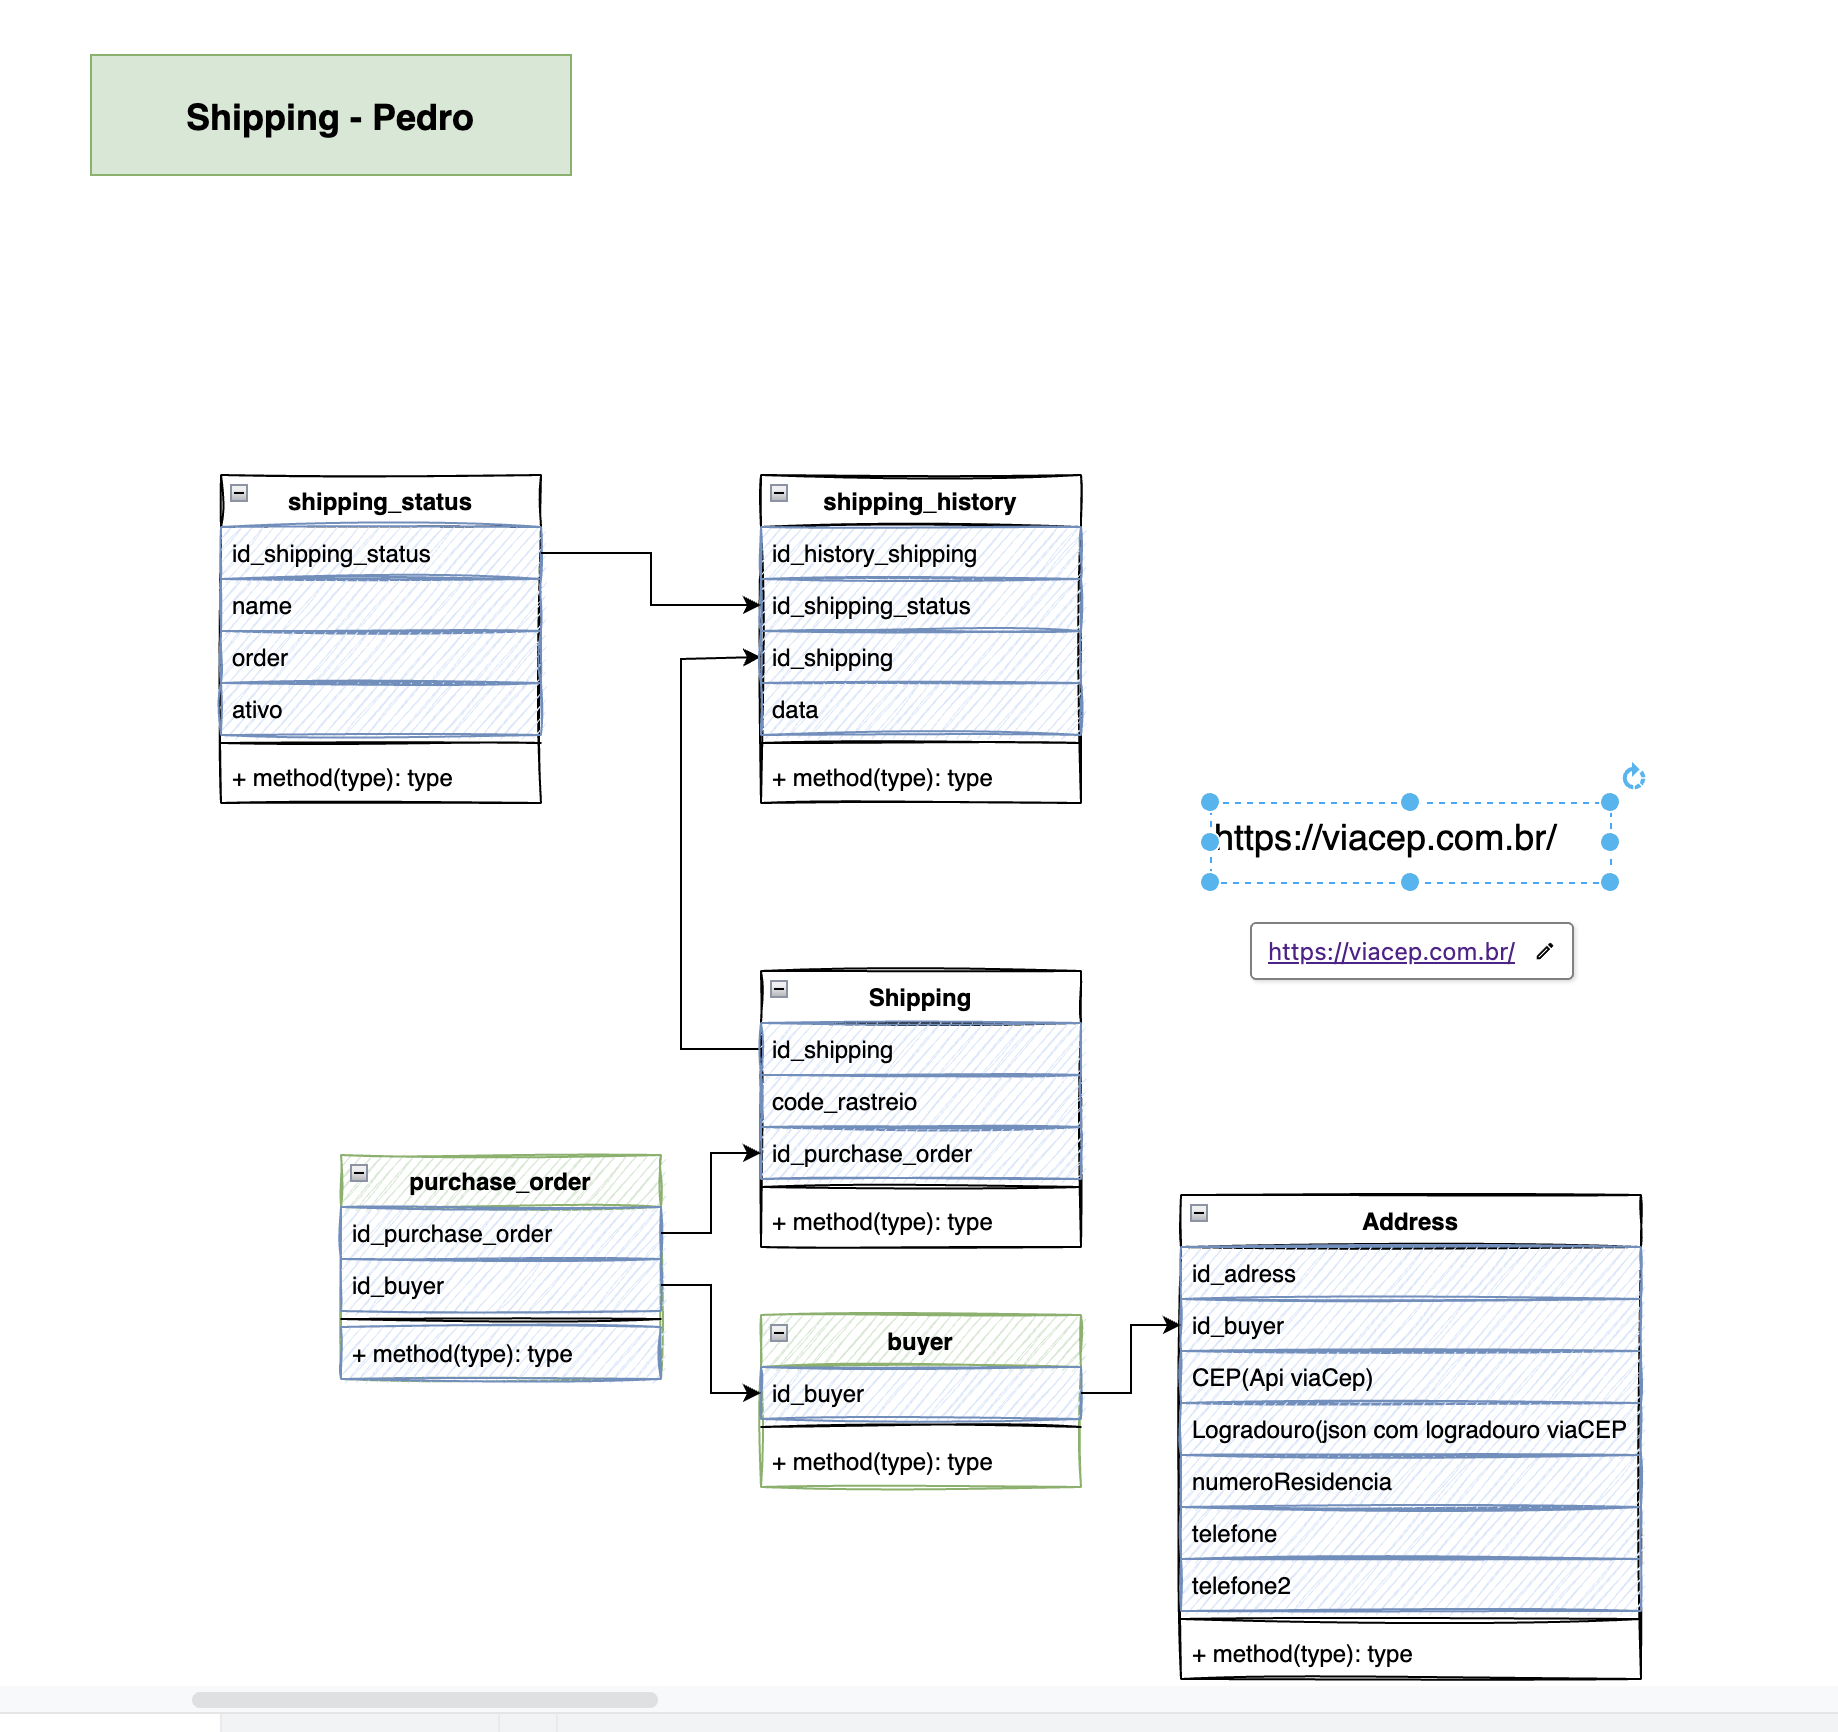 Shipping - Pedro
shipping_status
id_shipping_status
name
order
ativo
+ method(type): type
shipping_history
id_history_shipping
id_shipping_status
id_shipping
data
+ method(type): type
https://viacep.com.br/
https://viacep.com.br/
Shipping
id_shipping
code_rastreio
id_purchase_order
+ method(type): type
purchase_order
id_purchase_order
id_buyer
+ method(type): type
buyer
id_buyer
+ method(type): type
Address
id_adress
id_buyer
CEP(Api viaCep)
Logradouro(json com logradouro viaCEP
numeroResidencia
telefone
telefone2
+ method(type): type